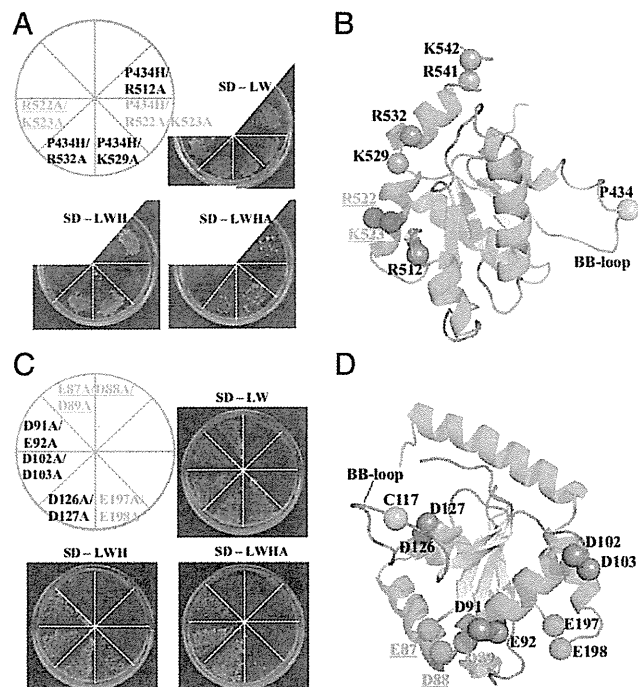 A
P434H/
R512A
P434H/
R522A/K523A
P434H/
K529A
P434H/
R532A
R522A/
K523A
SD – LW
SD – LWH
SD – LWHA
B
K542
R541
R532
K529
R522
K523
R512
P434
BB-loop
C
E87A/D88A/
D89A
D91A/
E92A
D102A/
D103A
D126A/
D127A
E197A/
E198A
SD – LW
SD – LWH
SD – LWHA
D
BB-loop
C117
D127
D126
D102
D103
D91
E92
E197
E198
E87
D88
D89